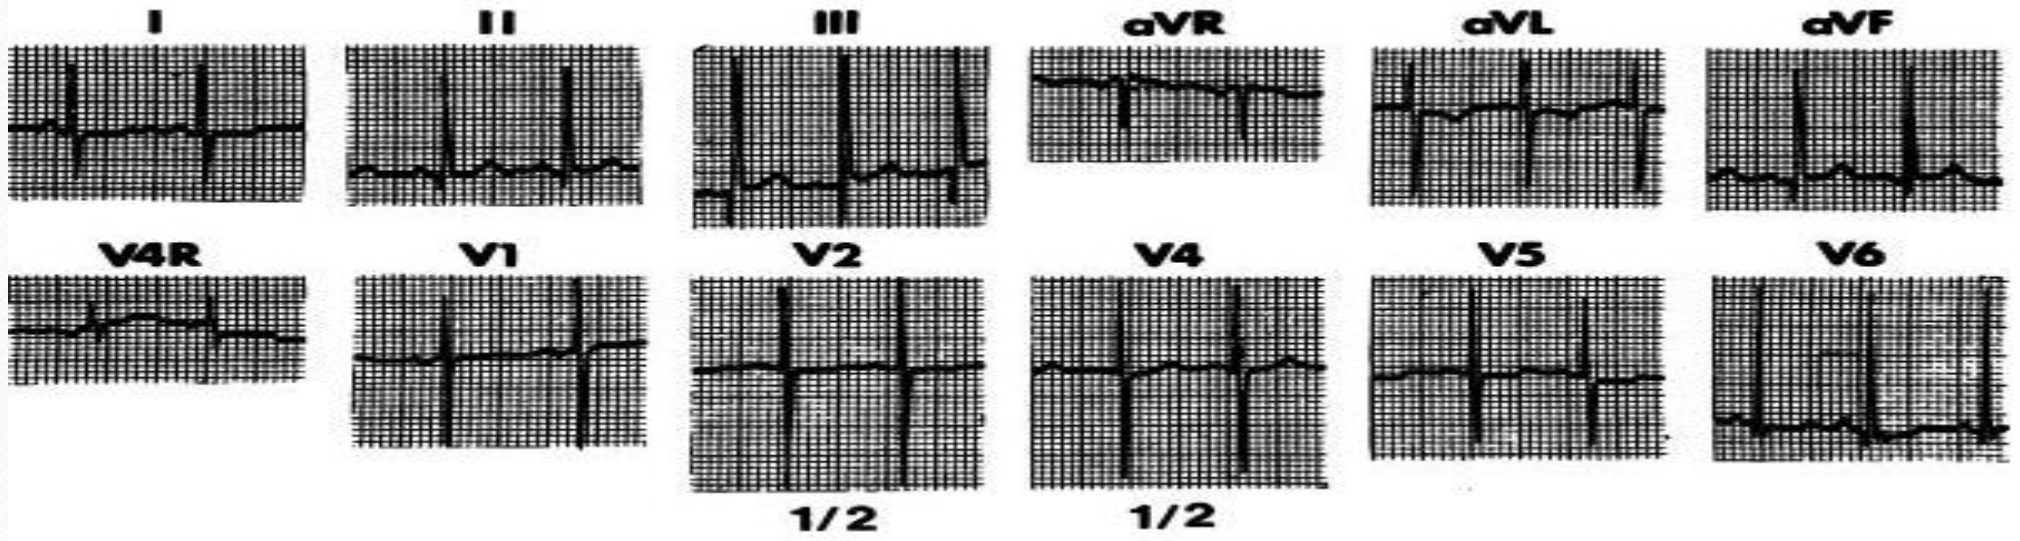 I II III aVR aVL aVF
V4R V1 V2 V4 V5 V6
1/2 1/2